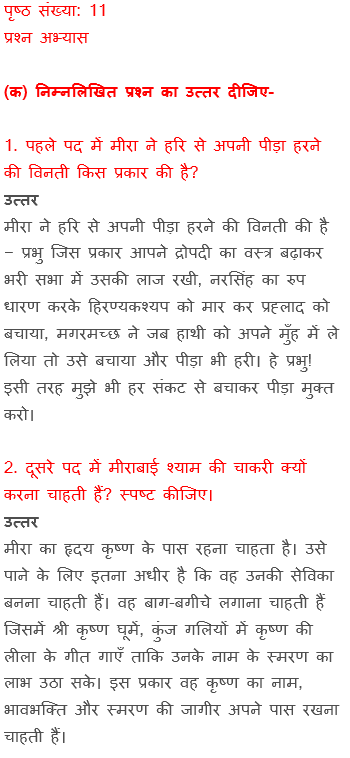 पृष्ठ संख्या: 11
प्रश्न अभ्यास
(क) निम्नलिखित प्रश्न का उत्तर दीजिए-
1. पहले पद में मीरा ने हरि से अपनी पीड़ा हरने
की विनती किस प्रकार की है?
उत्तर
मीरा ने हरि से अपनी पीड़ा हरने की विनती की है
− प्रभु जिस प्रकार आपने द्रोपदी का वस्त्र बढ़ाकर
भरी सभा में उसकी लाज रखी, नरसिंह का रुप
धारण करके हिरण्यकश्यप को मार कर प्रह्लाद को
बचाया, मगरमच्छ ने जब हाथी को अपने मुँह में ले
लिया तो उसे बचाया और पीड़ा भी हरी। हे प्रभु!
इसी तरह मुझे भी हर संकट से बचाकर पीड़ा मुक्त
करो।
2. दूसरे पद में मीराबाई श्याम की चाकरी क्यों
करना चाहती हैं? स्पष्ट कीजिए।
उत्तर
मीरा का हृदय कृष्ण के पास रहना चाहता है। उसे
पाने के लिए इतना अधीर है कि वह उनकी सेविका
बनना चाहती हैं। वह बाग-बगीचे लगाना चाहती हैं
जिसमें श्री कृष्ण घूमें, कुंज गलियों में कृष्ण की
लीला के गीत गाएँ ताकि उनके नाम के स्मरण का
लाभ उठा सके। इस प्रकार वह कृष्ण का नाम,
भावभक्ति और स्मरण की जागीर अपने पास रखना
चाहती हैं।